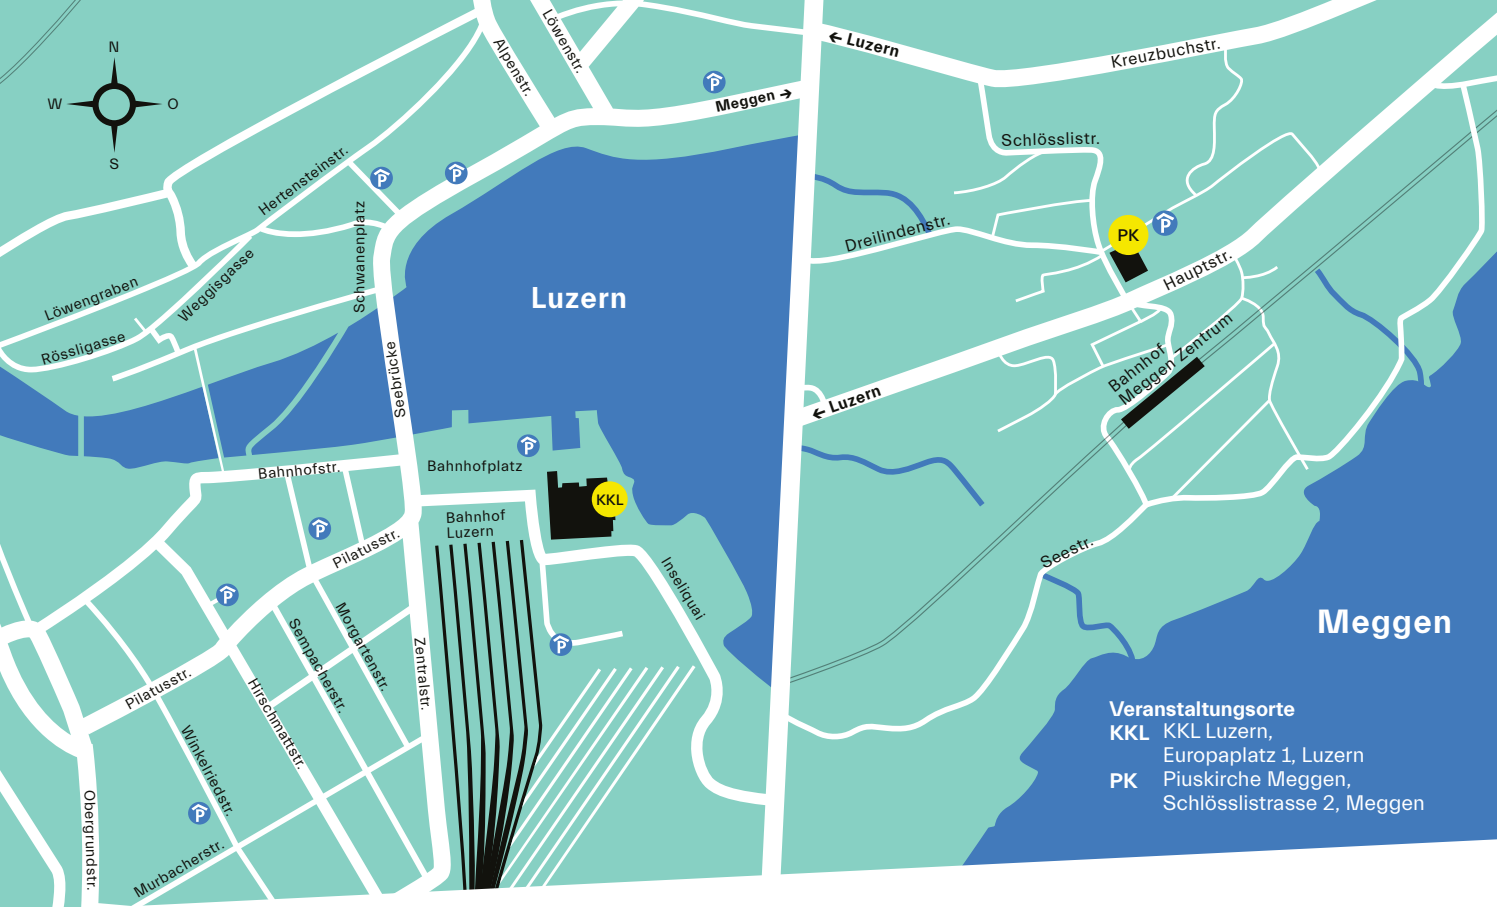 N
W
O
S
Alpenstr.
Löwenstr.
P
Meggen →
← Luzern
Kreuzbuchstr.
Schlösslistr.
Hertensteinstr.
P
P
Schwanenplatz
Dreilindenstr.
PK
P
Hauptstr.
Löwengraben
Weggisgasse
Rössligasse
Luzern
Seebrücke
Bahnhof
Meggen Zentrum
← Luzern
Bahnhofstr.
Bahnhofplatz
P
KKL
Bahnhof
Luzern
P
Pilatusstr.
P
Seestr.
Inseliquai
P
Morgartenstr.
Sempacherstr.
Zentralstr.
Hirschmattstr.
Pilatusstr.
Winkelriedstr.
P
Obergrundstr.
Murbacherstr.
Meggen
Veranstaltungsorte
KKL KKL Luzern,
Europaplatz 1, Luzern
PK Piuskirche Meggen,
Schlösslistrasse 2, Meggen